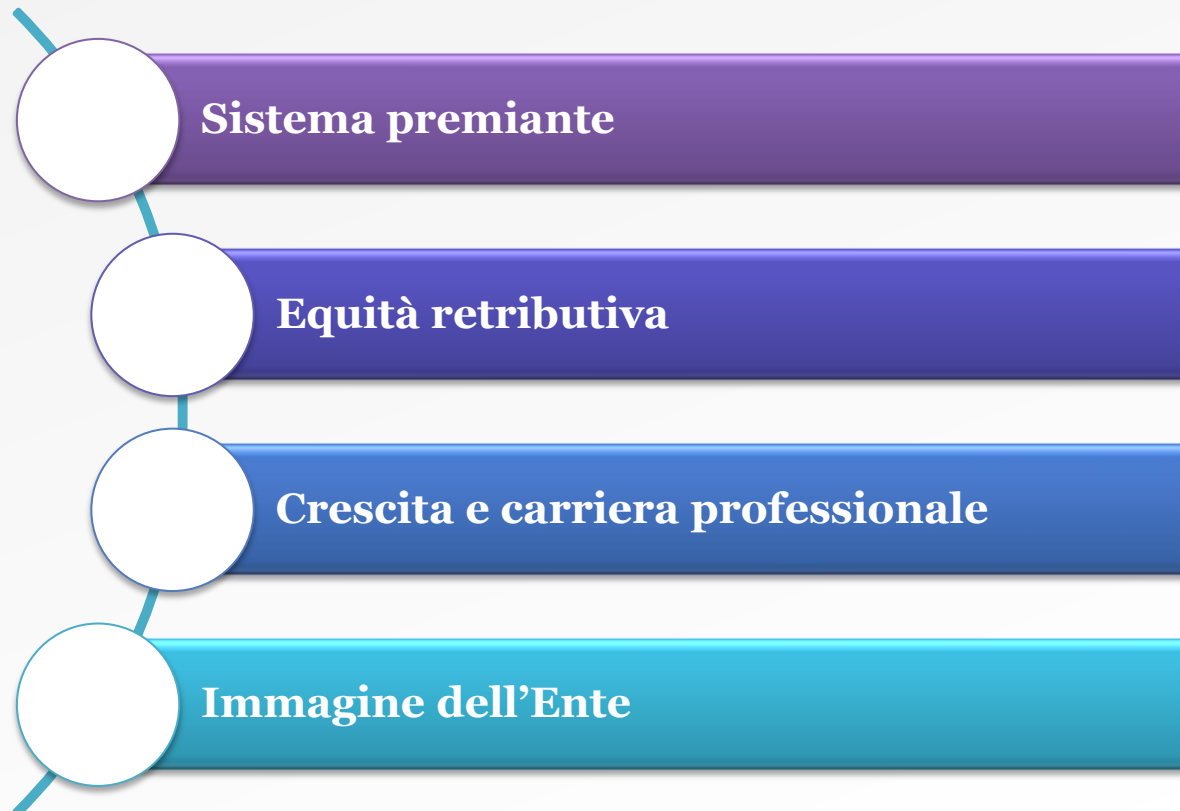 Sistema premiante
Equità retributiva
Crescita e carriera professionale
Immagine dell’Ente